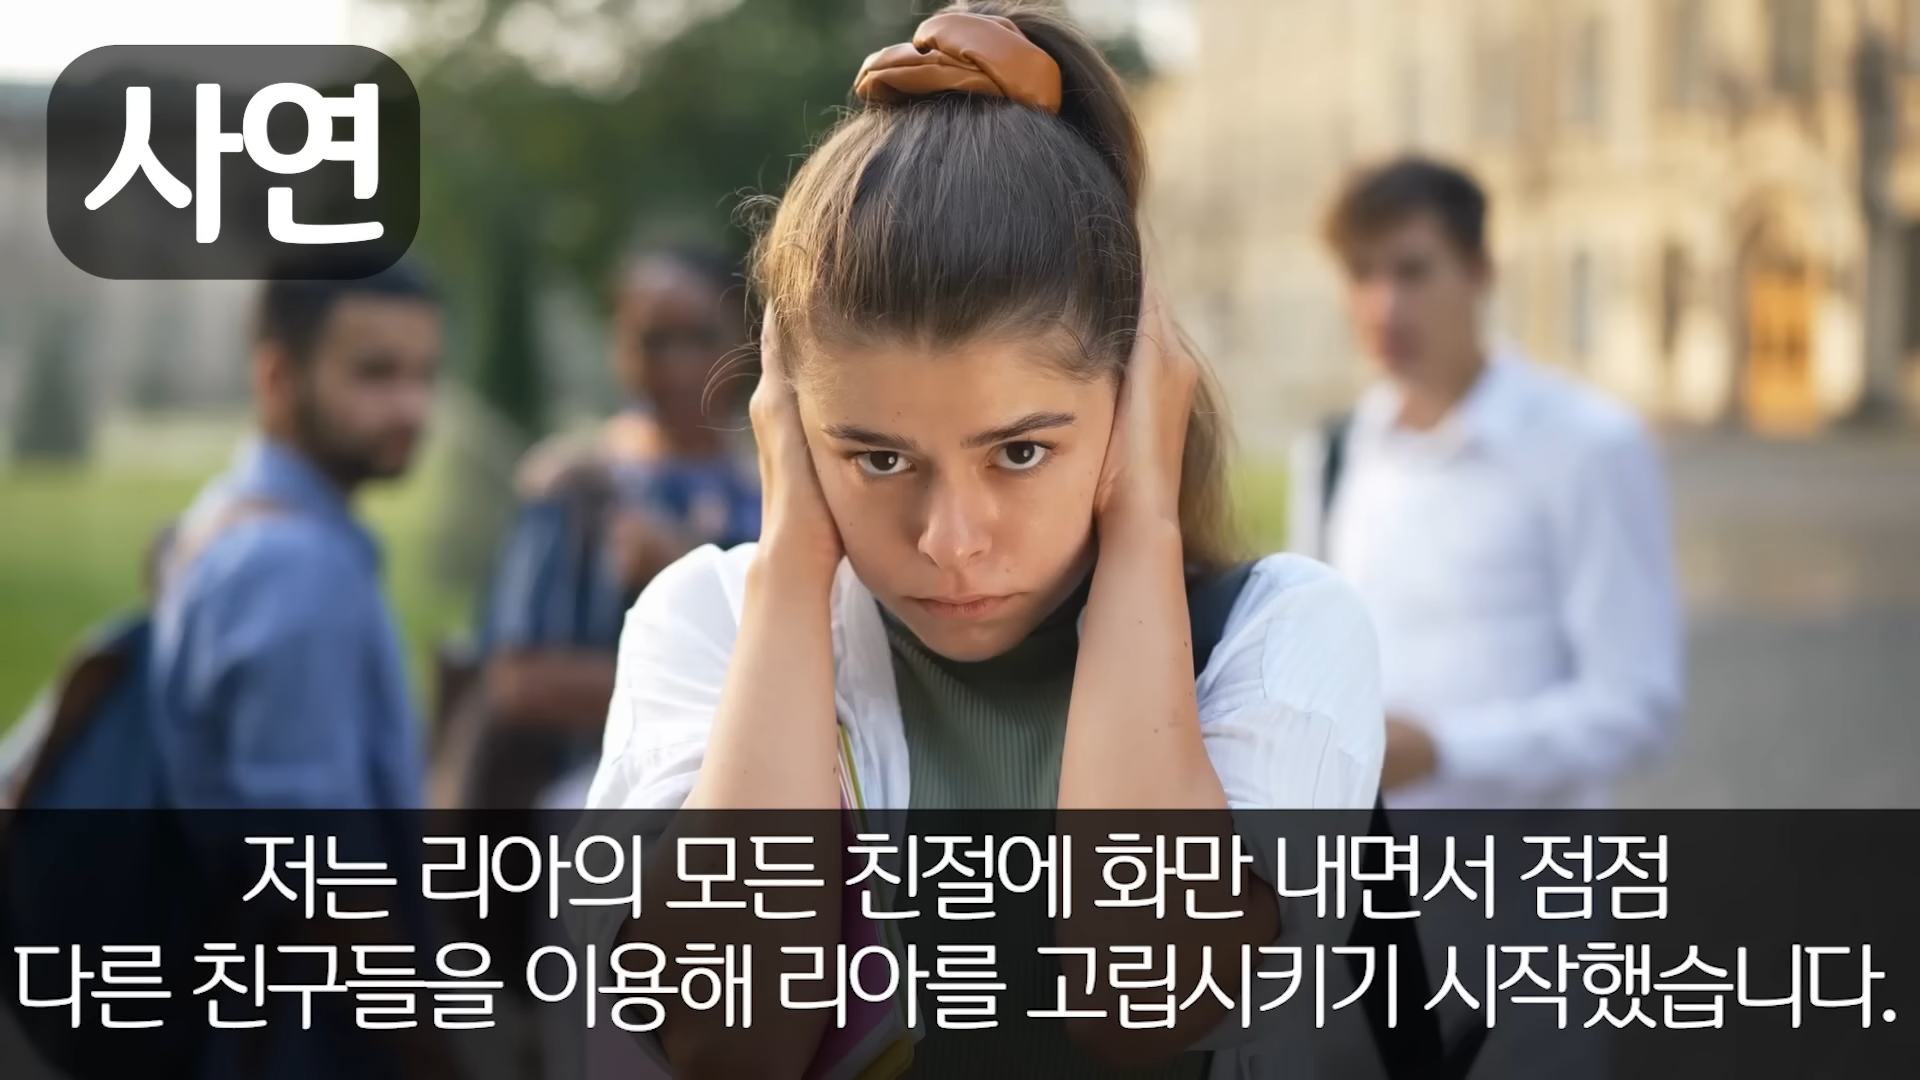 사연
저는 리아의 모든 친절에 화만 내면서 점점
다른 친구들을 이용해 리아를 고립시키기 시작했습니다.